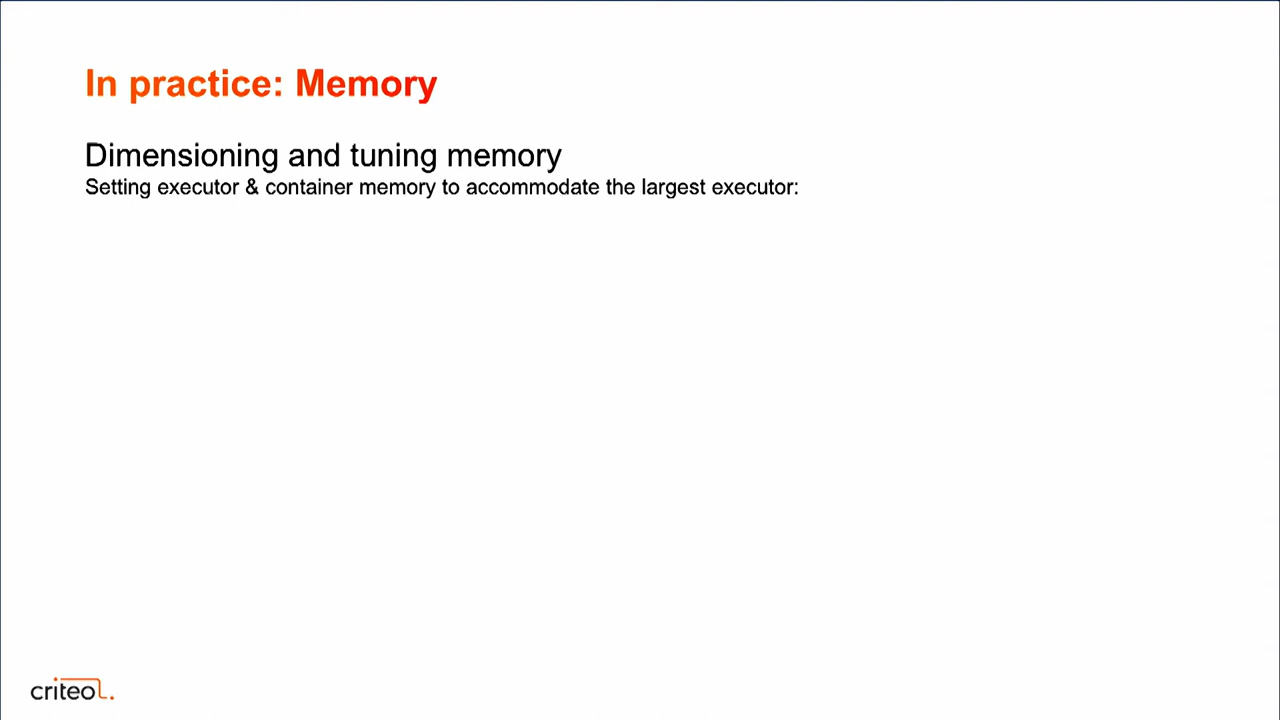 In practice: Memory
Dimensioning and tuning memory
Setting executor & container memory to accommodate the largest executor:
criteo